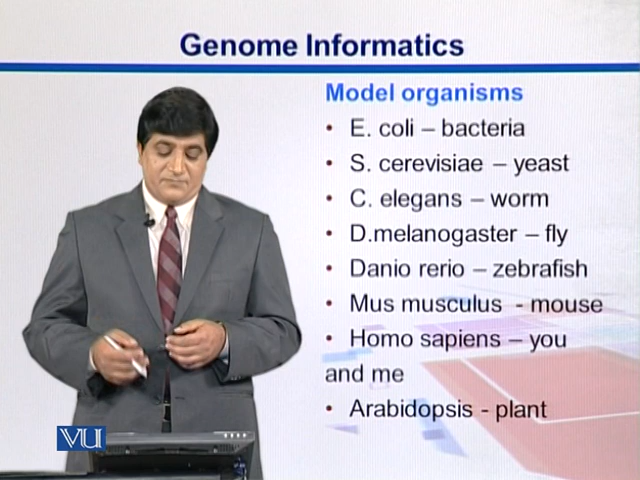 Genome Informatics
Model organisms
• E. coli – bacteria
• S. cerevisiae – yeast
• C. elegans – worm
• D.melanogaster – fly
• Danio rerio – zebrafish
• Mus musculus - mouse
• Homo sapiens – you
and me
• Arabidopsis - plant
VU